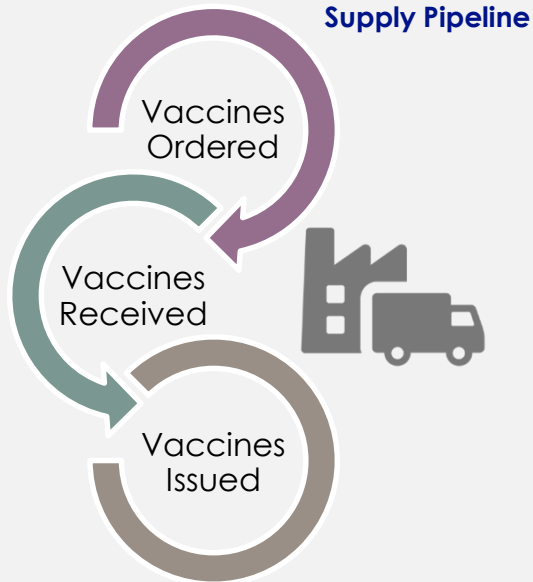 Supply Pipeline
Vaccines
Ordered
Vaccines
Received
Vaccines
Issued